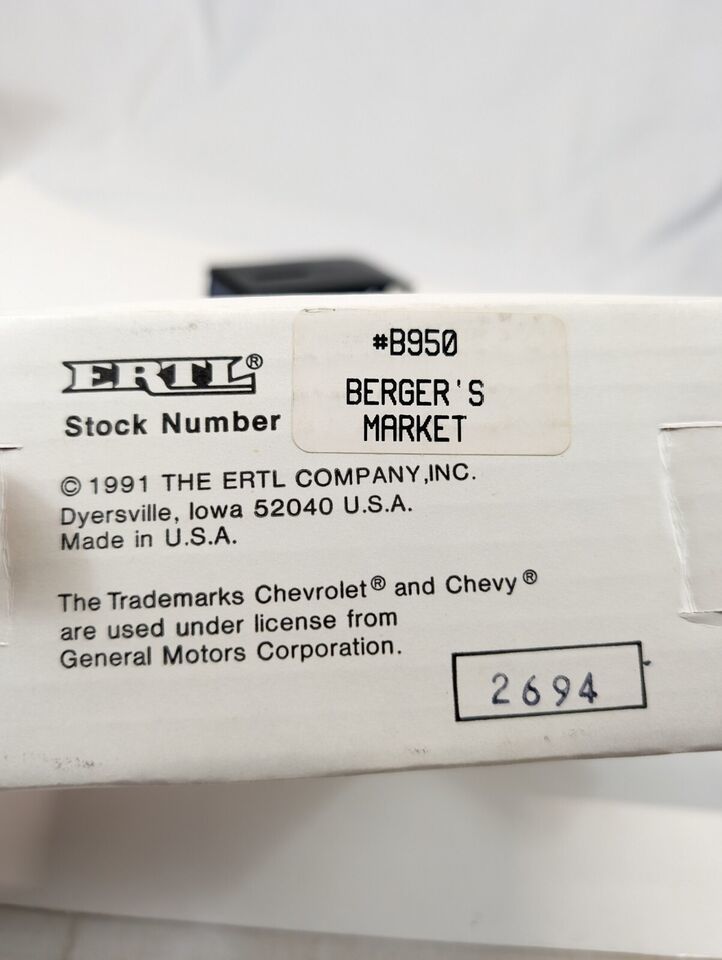 ERTL®
Stock Number
#B950
BERGER'S
MARKET
© 1991 THE ERTL COMPANY,INC.
Dyersville, Iowa 52040 U.S.A.
Made in U.S.A.
The Trademarks Chevrolet® and Chevy®
are used under license from
General Motors Corporation.
2694